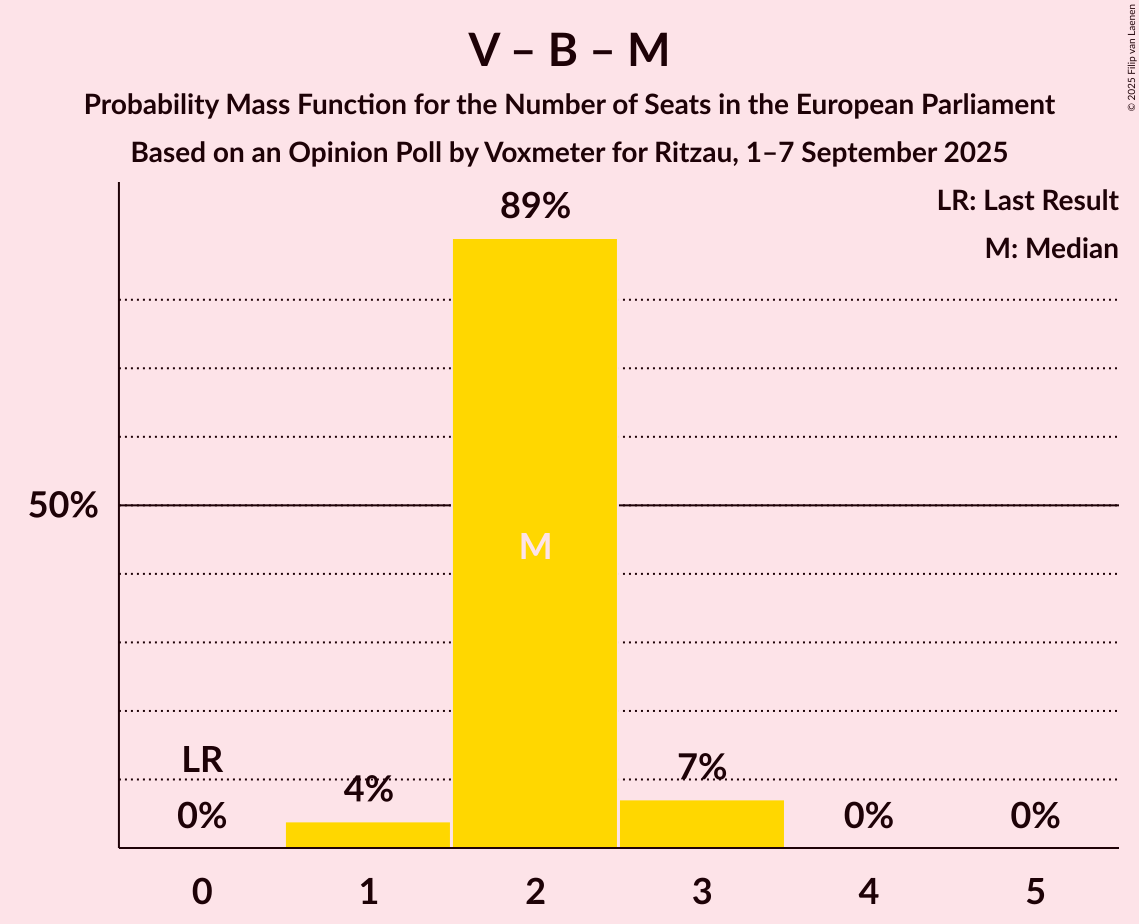 V – B – M
Probability Mass Function for the Number of Seats in the European Parliament
Based on an Opinion Poll by Voxmeter for Ritzau, 1–7 September 2025
© 2025 Filip van Laenen
LR: Last Result
M: Median
89%
50%
M
LR
0%
4%
7%
0%
0%
0
1
2
3
4
5